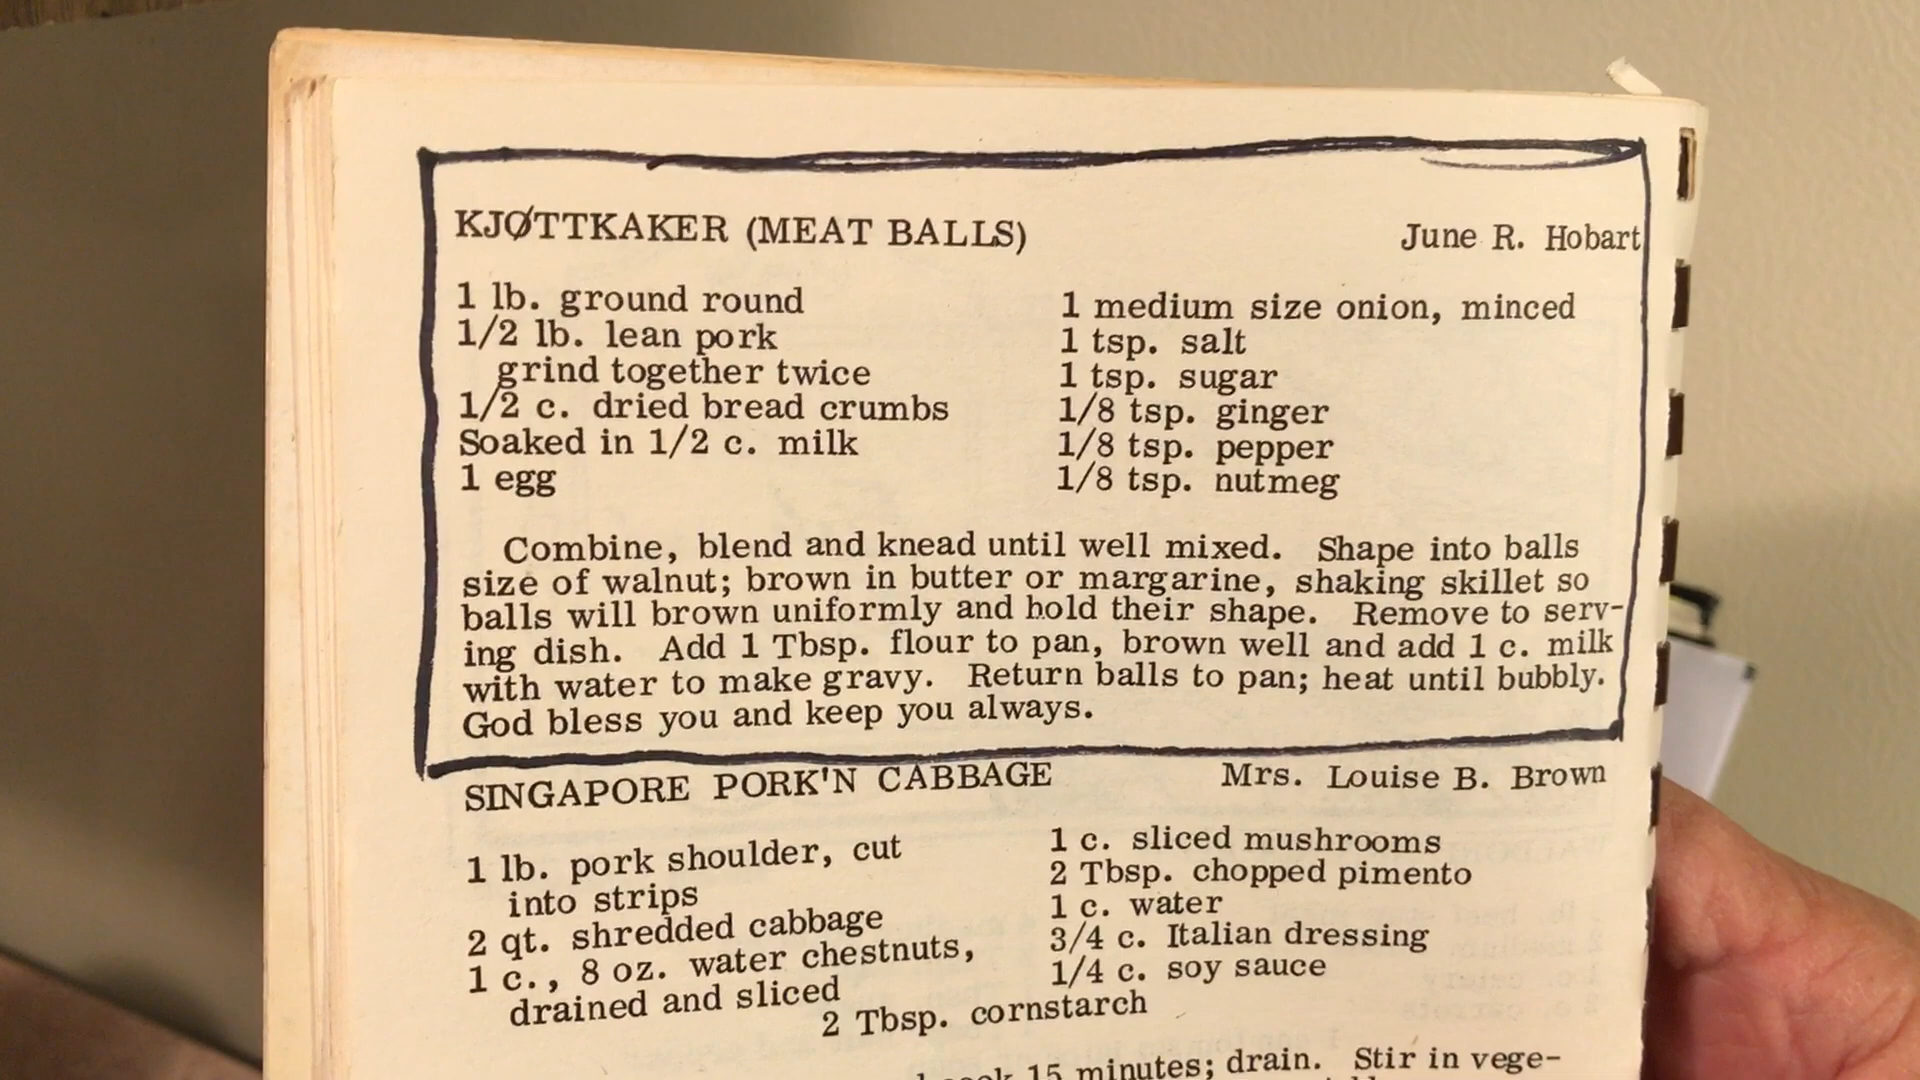 KJØTTKAKER (MEAT BALLS) June R. Hobart
1 lb. ground round
1/2 lb. lean pork
grind together twice
1/2 c. dried bread crumbs
Soaked in 1/2 c. milk
1 egg
1 medium size onion, minced
1 tsp. salt
1 tsp. sugar
1/8 tsp. ginger
1/8 tsp. pepper
1/8 tsp. nutmeg
Combine, blend and knead until well mixed. Shape into balls
size of walnut; brown in butter or margarine, shaking skillet so
balls will brown uniformly and hold their shape. Remove to serv-
ing dish. Add 1 Tbsp. flour to pan, brown well and add 1 c. milk
with water to make gravy. Return balls to pan; heat until bubbly.
God bless you and keep you always.
SINGAPORE PORK'N CABBAGE Mrs. Louise B. Brown
1 lb. pork shoulder, cut
into strips
2 qt. shredded cabbage
1 c., 8 oz. water chestnuts,
drained and sliced
1 c. sliced mushrooms
2 Tbsp. chopped pimento
1 c. water
3/4 c. Italian dressing
1/4 c. soy sauce
2 Tbsp. cornstarch
15 minutes; drain. Stir in vege-